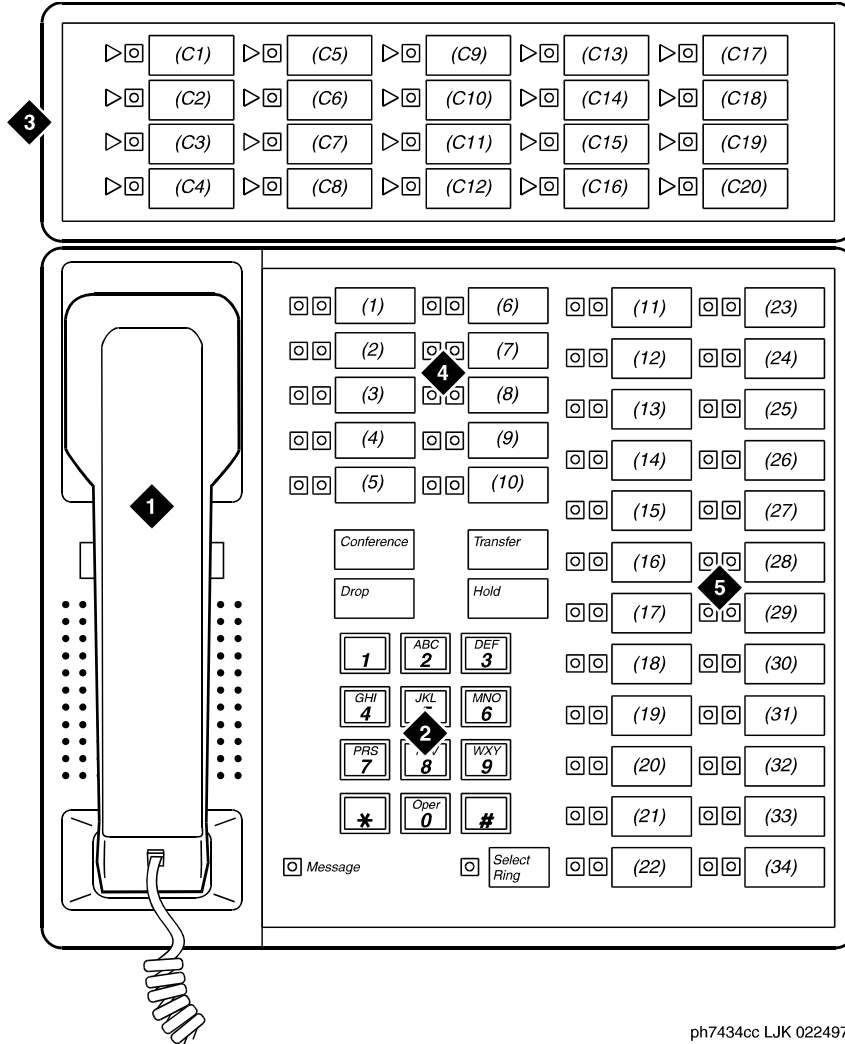 (C1) (C5) (C9) (C13) (C17)
(C2) (C6) (C10) (C14) (C18)
3
(C3) (C7) (C11) (C15) (C19)
(C4) (C8) (C12) (C16) (C20)
(1) (6) (11) (23)
(2) (7) (12) (24)
4
(3) (8) (13) (25)
(4) (9) (14) (26)
(5) (10) (15) (27)
1
Conference Transfer (16) (28)
5
Drop Hold (17) (29)
1 ABC 2 DEF 3 (18) (30)
GHI 4 JKL MNO 6 (19) (31)
2
PRS 7 8 WXY 9 (20) (32)
* Oper 0 # (21) (33)
Message Select Ring (22) (34)
ph7434cc LJK 022497